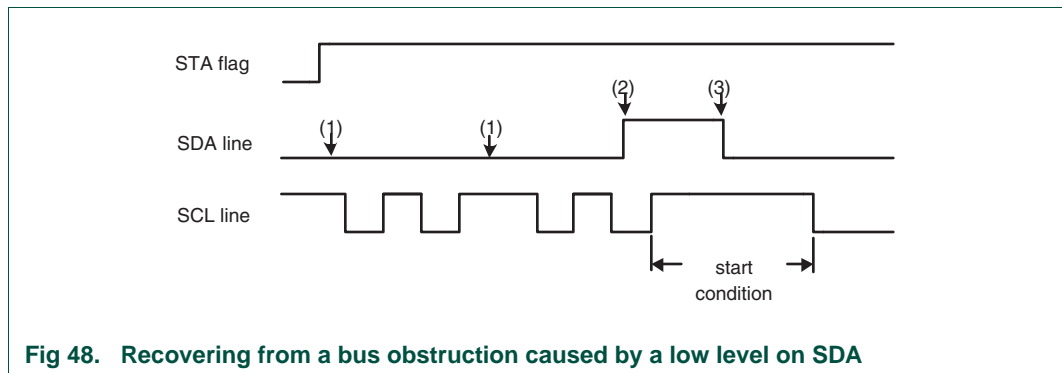 STA flag
(2) (3)
(1) (1)
SDA line
SCL line
start
condition
Fig 48. Recovering from a bus obstruction caused by a low level on SDA